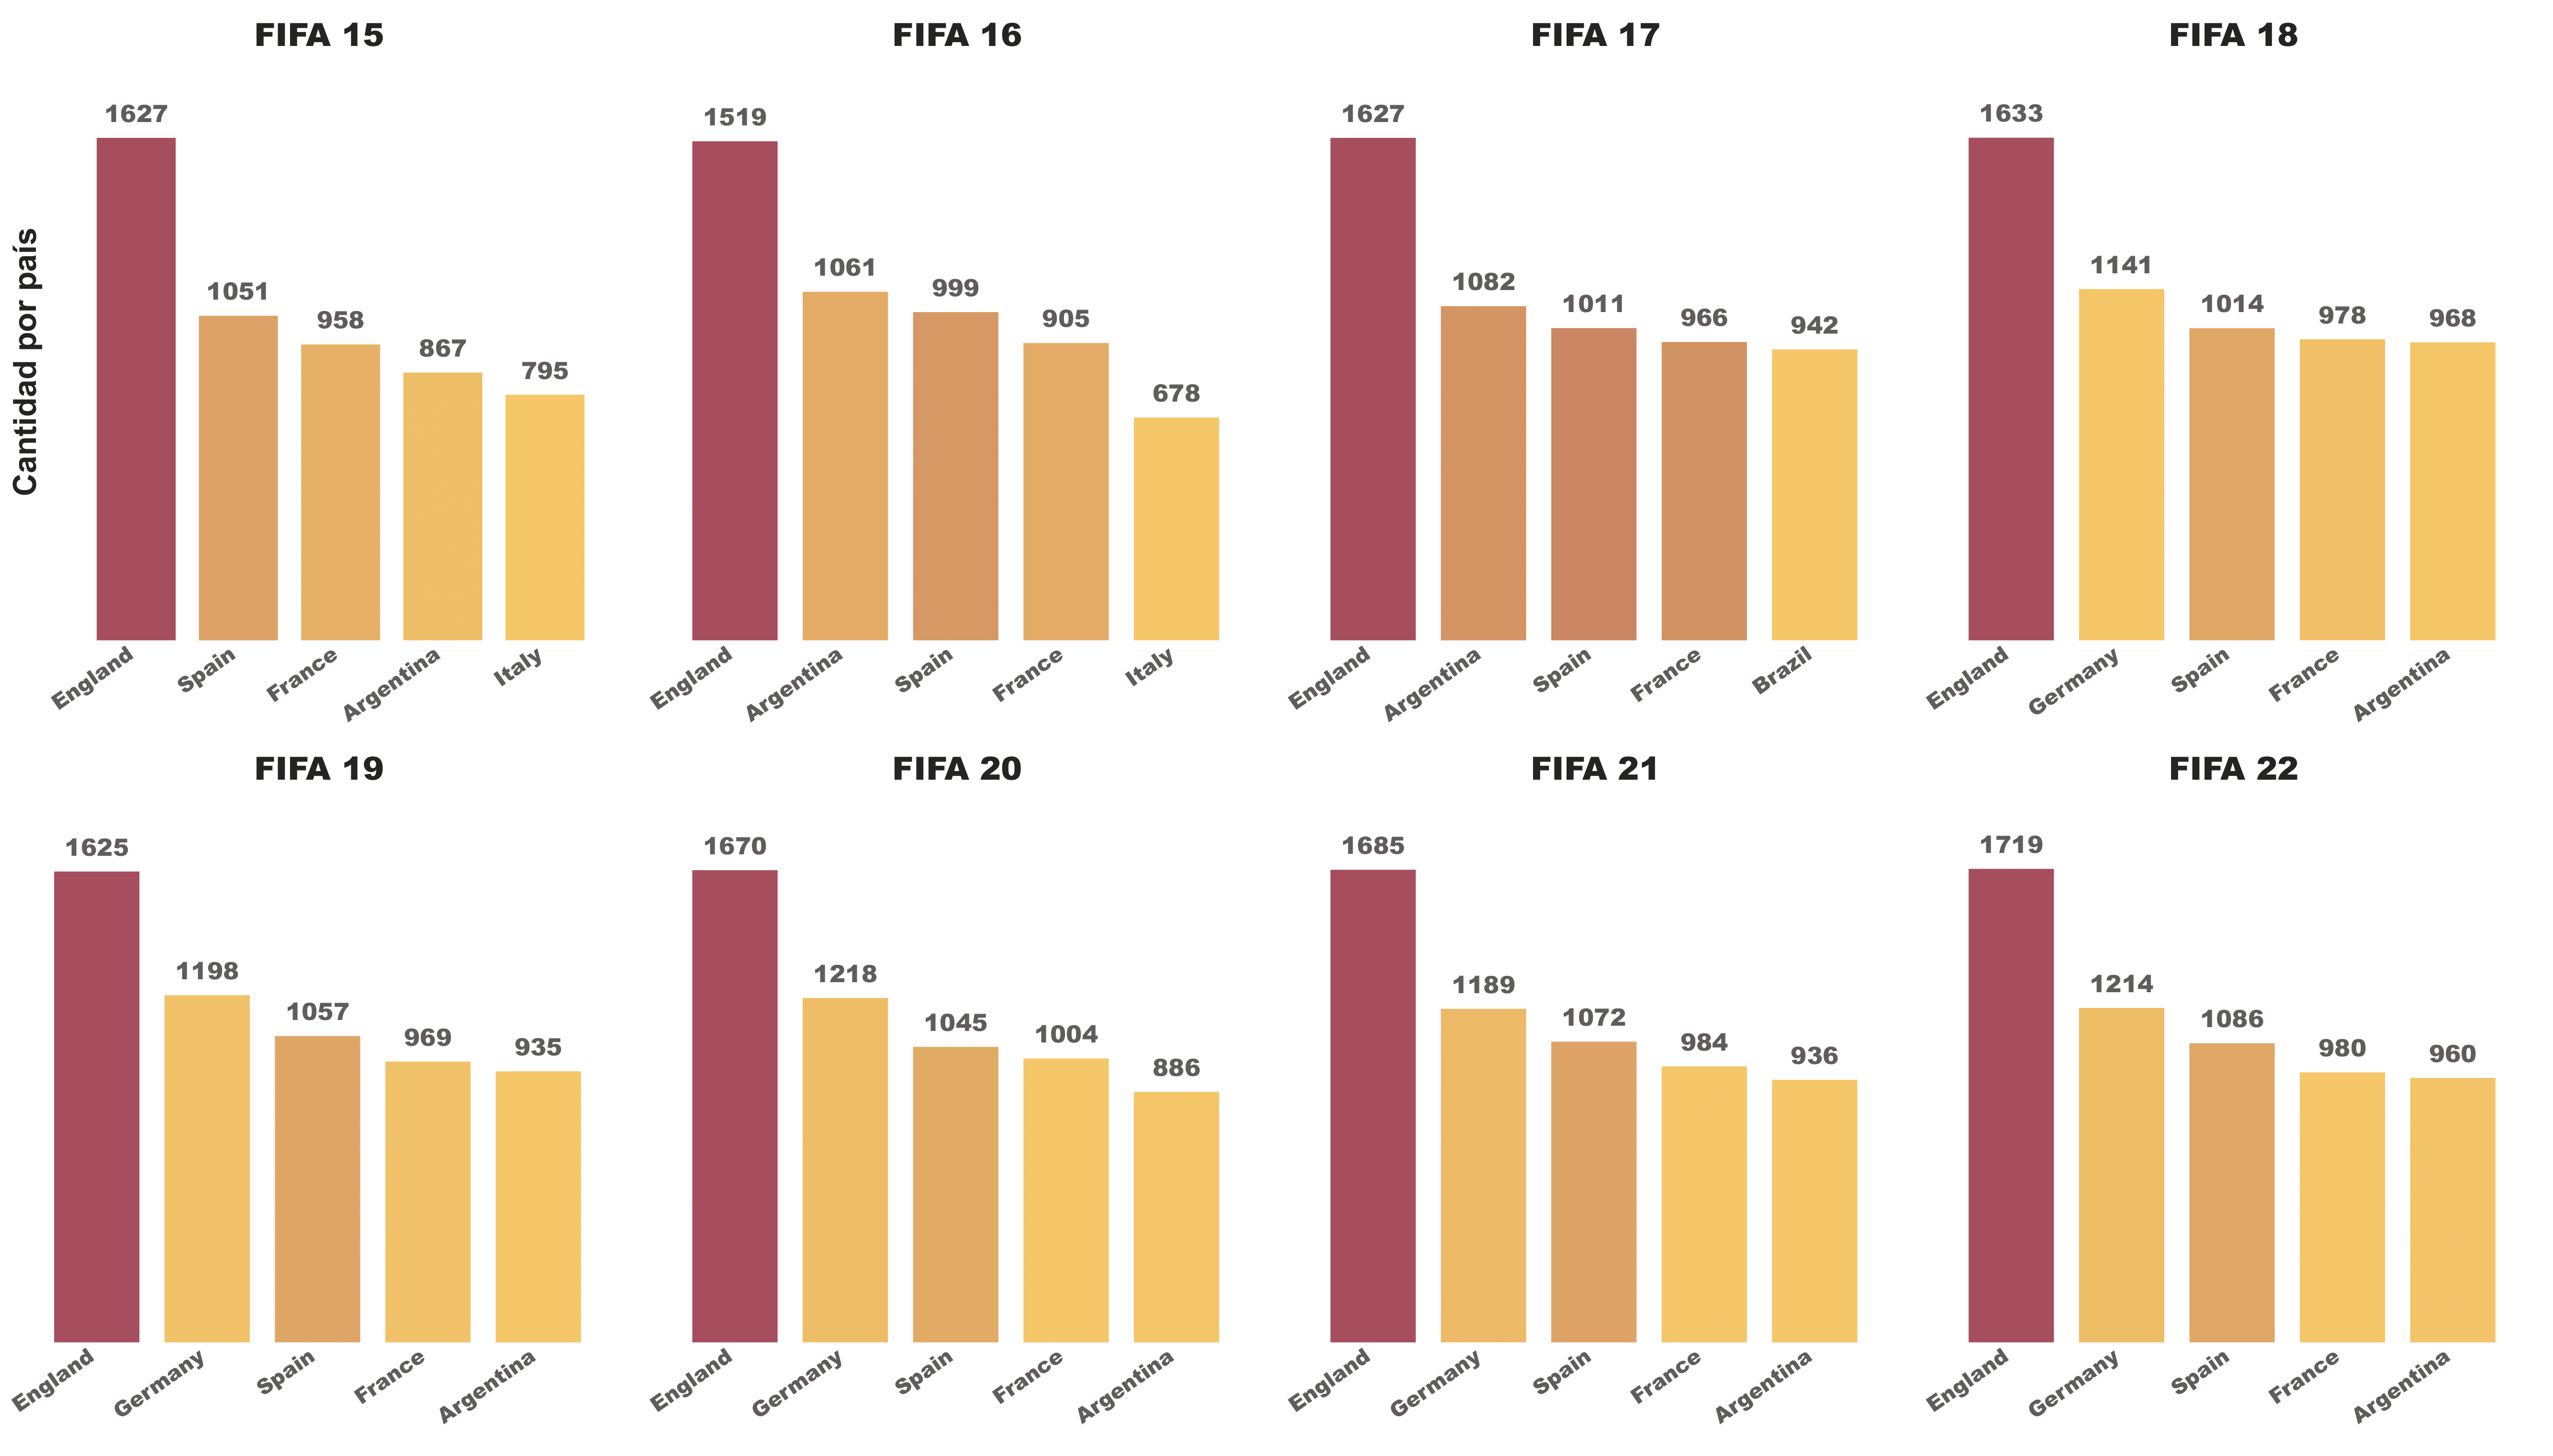 FIFA 15
FIFA 16
FIFA 17
FIFA 18
Cantidad por país
1627
1051
958
867
795
England
Spain
France
Argentina
Italy
1519
1061
999
905
678
England
Argentina
Spain
France
Italy
1627
1082
1011
966
942
England
Argentina
Spain
France
Brazil
1633
1141
1014
978
968
England
Germany
Spain
France
Argentina
FIFA 19
FIFA 20
FIFA 21
FIFA 22
1625
1198
1057
969
935
England
Germany
Spain
France
Argentina
1670
1218
1045
1004
886
England
Germany
Spain
France
Argentina
1685
1189
1072
984
936
England
Germany
Spain
France
Argentina
1719
1214
1086
980
960
England
Germany
Spain
France
Argentina